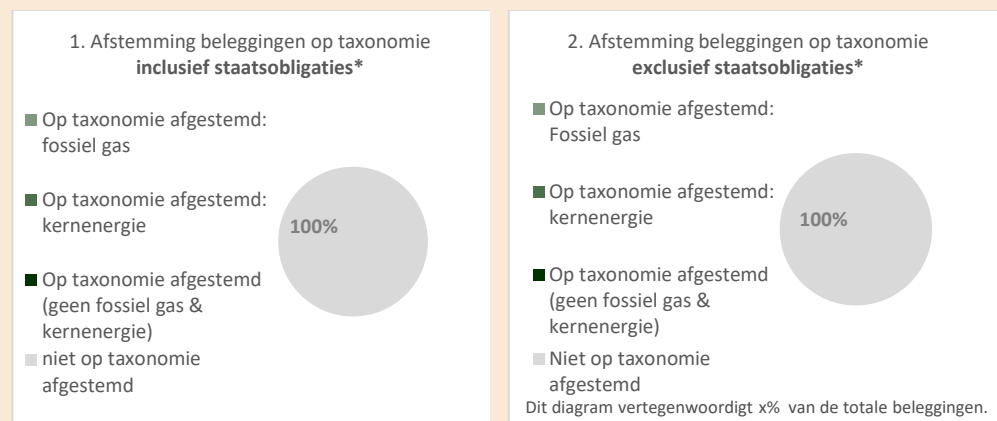 1. Afstemming beleggingen op taxonomie
inclusief staatsobligaties*
Op taxonomie afgestemd:
fossiel gas
Op taxonomie afgestemd:
kernenergie
Op taxonomie afgestemd
(geen fossiel gas &
kernenergie)
niet op taxonomie
afgestemd
100%
2. Afstemming beleggingen op taxonomie
exclusief staatsobligaties*
Op taxonomie afgestemd:
Fossiel gas
Op taxonomie afgestemd:
kernenergie
Op taxonomie afgestemd
(geen fossiel gas &
kernenergie)
Niet op taxonomie
afgestemd
100%
Dit diagram vertegenwoordigt x% van de totale beleggingen.